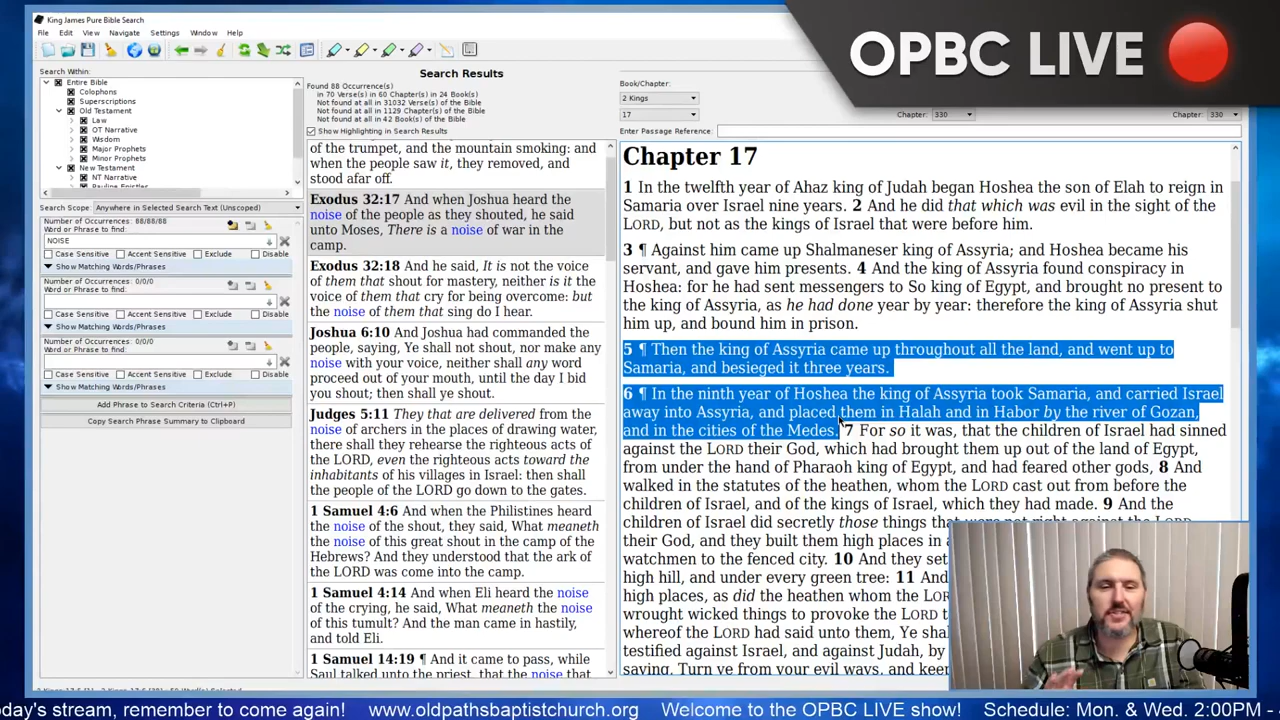 King James Pure Bible Search
File Edit View Navigate Settings Window Help
OPBC LIVE
Search Within:
Entire Bible
Colophons
Superscriptions
Old Testament
Law
OT Narrative
Wisdom
Major Prophets
Minor Prophets
New Testament
NT Narrative
Pauline Epistles
Search Scope: Anywhere in Selected Search Text (Unscoped)
Number of Occurrences: 88/88/88
Word or Phrase to Find:
NOISE
Case Sensitive Accent Sensitive Exclude Disable
Show Matching Words/Phrases
Number of Occurrences: 0/0/0
Word or Phrase to Find:
Case Sensitive Accent Sensitive Exclude Disable
Show Matching Words/Phrases
Number of Occurrences: 0/0/0
Word or Phrase to Find:
Case Sensitive Accent Sensitive Exclude Disable
Show Matching Words/Phrases
Add Phrase to Search Criteria (Ctrl+P)
Copy Search Phrase Summary to Clipboard
Search Results
Found 88 Occurrence(s)
in 70 Verse(s) in 60 Chapter(s) in 24 Book(s)
Not found at all in 31032 Verse(s) of the Bible
Not found at all in 1129 Chapter(s) of the Bible
Not found at all in 42 Book(s) of the Bible
Show Highlighting in Search Results
of the trumpet, and the mountain smoking: and
when the people saw it, they removed, and
stood afar off.
Exodus 32:17 And when Joshua heard the
noise of the people as they shouted, he said
unto Moses, There is a noise of war in the
camp.
Exodus 32:18 And he said, It is not the voice
of them that shout for mastery, neither is it the
voice of them that cry for being overcome: but
the noise of them that sing do I hear.
Joshua 6:10 And Joshua had commanded the
people, saying, Ye shall not shout, nor make any
noise with your voice, neither shall any word
proceed out of your mouth, until the day I bid
you shout; then shall ye shout.
Judges 5:11 They that are delivered from the
noise of archers in the places of drawing water,
there shall they rehearse the righteous acts of
the LORD, even the righteous acts toward the
inhabitants of his villages in Israel: then shall
the people of the LORD go down to the gates.
1 Samuel 4:6 And when the Philistines heard
the noise of the shout, they said, What meaneth
the noise of this great shout in the camp of the
Hebrews? And they understood that the ark of
the LORD was come into the camp.
1 Samuel 4:14 And when Eli heard the noise
of the crying, he said, What meaneth the noise
of this tumult? And the man came in hastily,
and told Eli.
1 Samuel 14:19 ¶ And it came to pass, while
Saul talked unto the priest, that the noise that
Book/Chapter:
2 Kings
17
Chapter: 330
Chapter: 330
Enter Passage Reference:
Chapter 17
1 In the twelfth year of Ahaz king of Judah began Hoshea the son of Elah to reign in
Samaria over Israel nine years. 2 And he did that which was evil in the sight of the
LORD, but not as the kings of Israel that were before him.
3 ¶ Against him came up Shalmaneser king of Assyria; and Hoshea became his
servant, and gave him presents. 4 And the king of Assyria found conspiracy in
Hoshea: for he had sent messengers to So king of Egypt, and brought no present to
the king of Assyria, as he had done year by year: therefore the king of Assyria shut
him up, and bound him in prison.
5 ¶ Then the king of Assyria came up throughout all the land, and went up to
Samaria, and besieged it three years.
6 ¶ In the ninth year of Hoshea the king of Assyria took Samaria, and carried Israel
away into Assyria, and placed them in Halah and in Habor by the river of Gozan,
and in the cities of the Medes. 7 For so it was, that the children of Israel had sinned
against the LORD their God, which had brought them up out of the land of Egypt,
from under the hand of Pharaoh king of Egypt, and had feared other gods, 8 And
walked in the statutes of the heathen, whom the LORD cast out from before the
children of Israel, and of the kings of Israel, which they had made. 9 And the
children of Israel did secretly those things that were not right against the LORD
their God, and they built them high places in
watchmen to the fenced city. 10 And they set
high hill, and under every green tree: 11 And
high places, as did the heathen whom the LO
wrought wicked things to provoke the LORD t
whereof the LORD had said unto them, Ye shal
testified against Israel, and against Judah, by
saying, Turn ye from your evil ways, and keep
day's stream, remember to come again! www.oldpathsbaptistchurch.org Welcome to the OPBC LIVE show! Schedule: Mon. & Wed. 2:00PM -